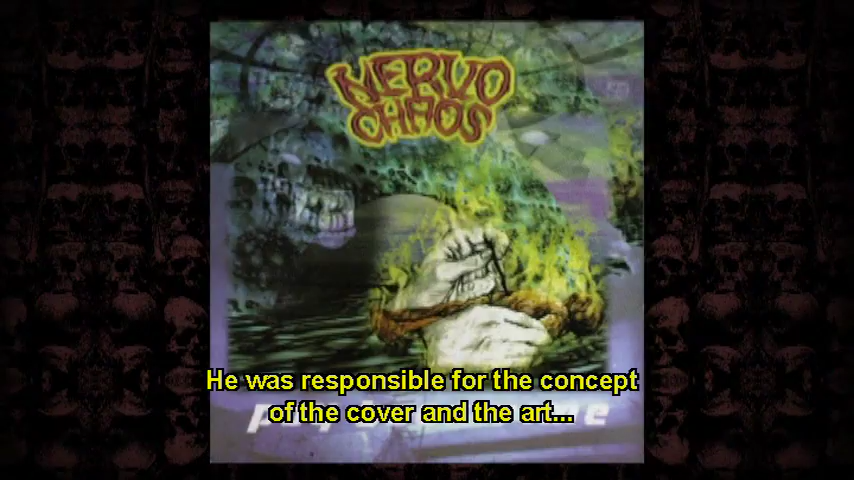 NERVO
CHAOS
He was responsible for the concept
of the cover and the art...